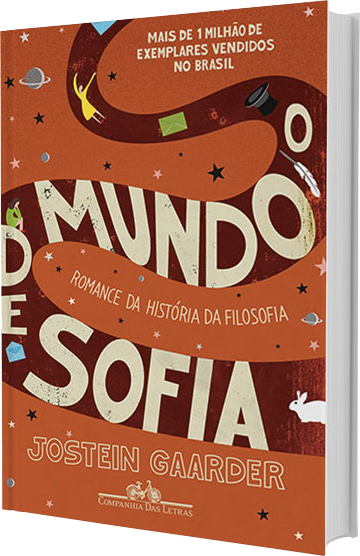 MAIS DE 1 MILHÃO DE
EXEMPLARES VENDIDOS
NO BRASIL
O
MUNDO
DE
SOFIA
ROMANCE DA HISTÓRIA DA FILOSOFIA
JOSTEIN GAARDER
COMPANHIA DAS LETRAS